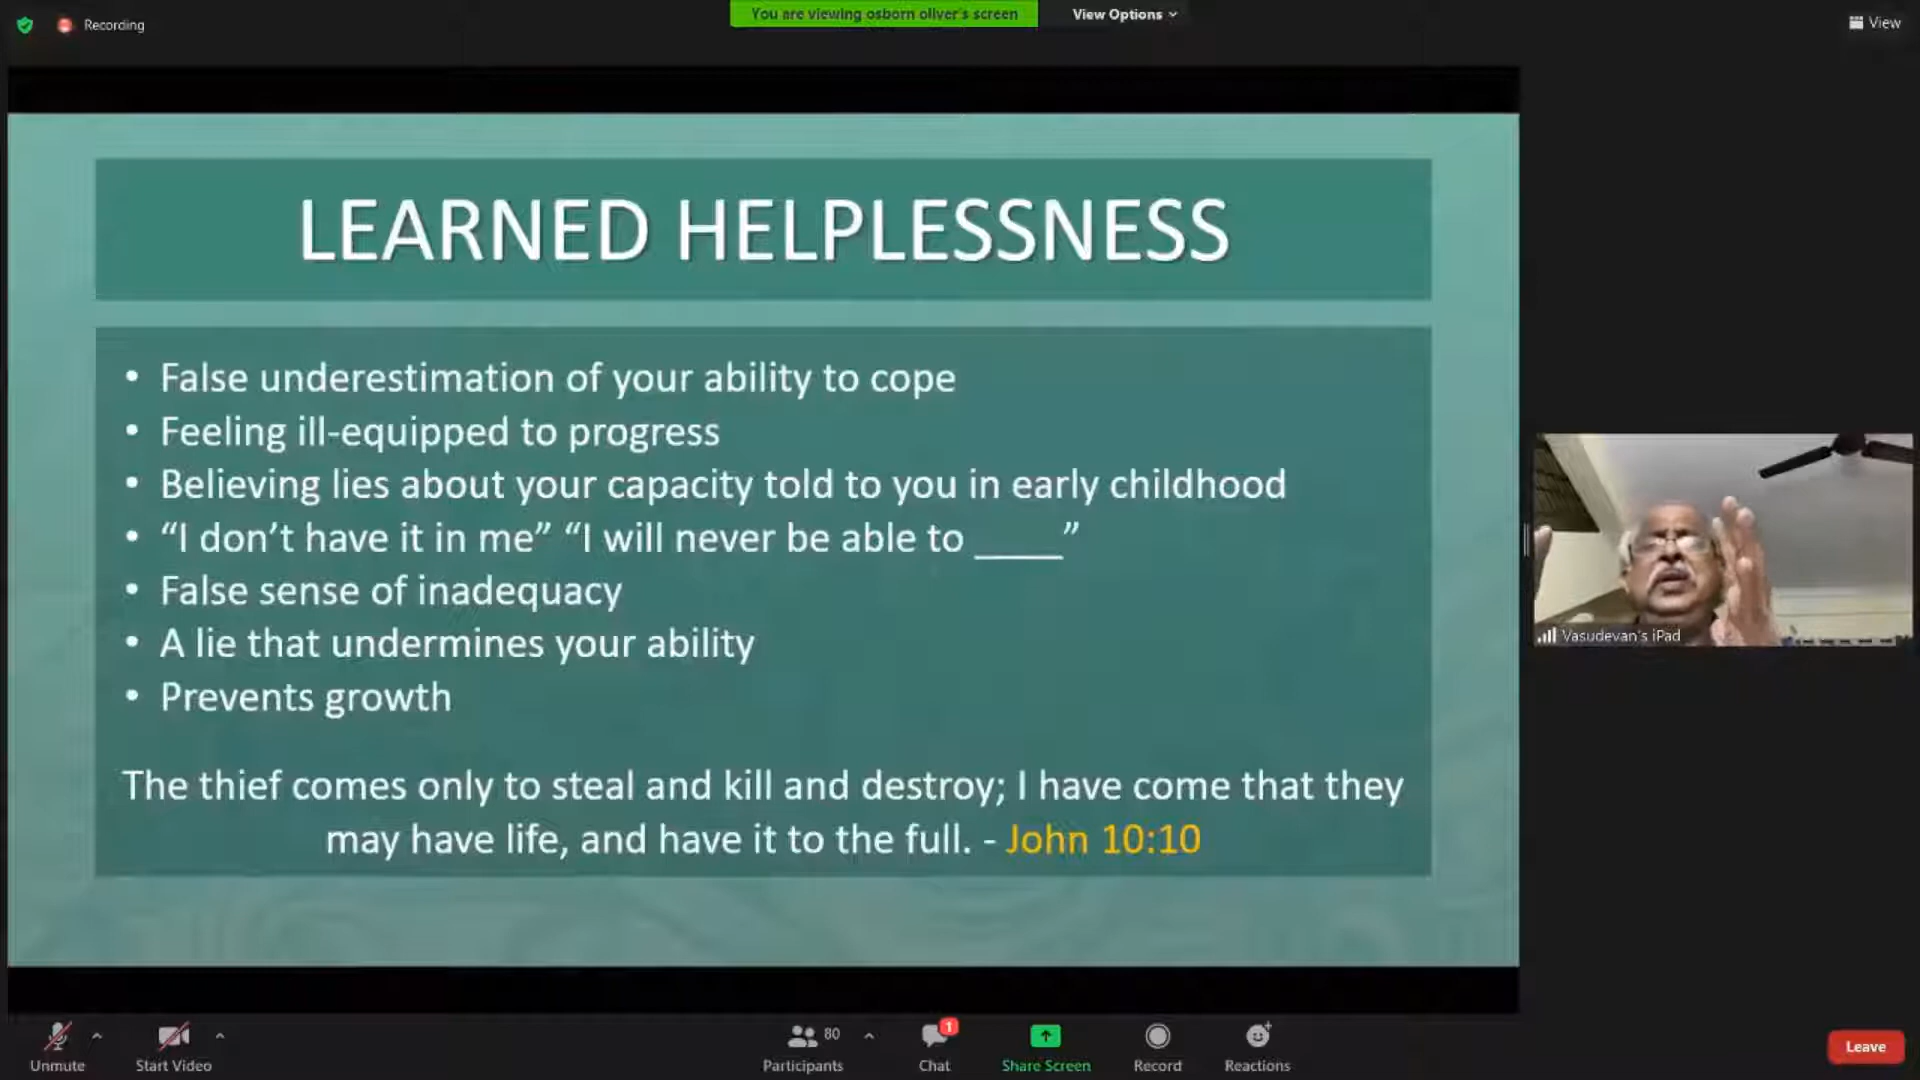 Recording
You are viewing osborn oliver's screen
View Options
View
LEARNED HELPLESSNESS
• False underestimation of your ability to cope
• Feeling ill-equipped to progress
• Believing lies about your capacity told to you in early childhood
• “I don’t have it in me” “I will never be able to ____”
• False sense of inadequacy
• A lie that undermines your ability
• Prevents growth
The thief comes only to steal and kill and destroy; I have come that they
may have life, and have it to the full. - John 10:10
Vasudevan's iPad
Unmute
Start Video
80
Participants
1
Chat
Share Screen
Record
Reactions
Leave